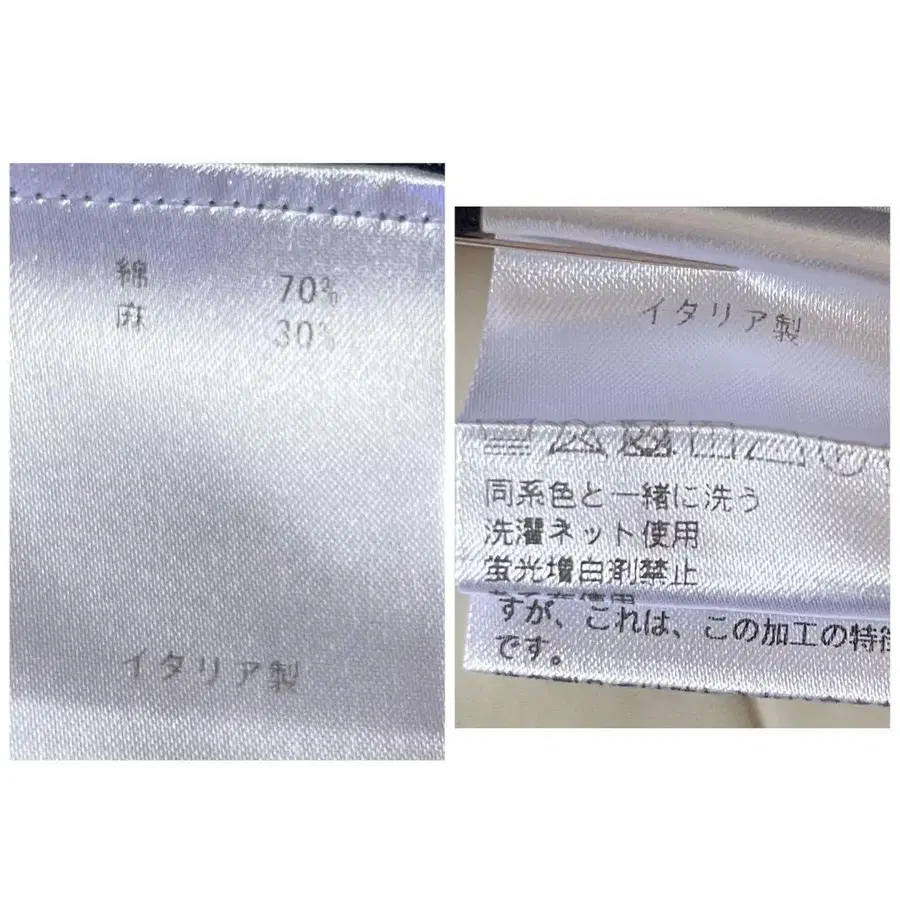 綿 70%
麻 30%
イタリア製
イタリア製
同系色と一緒に洗う
洗濯ネット使用
蛍光増白剤禁止
すが、これは、この加工の特徴
です。